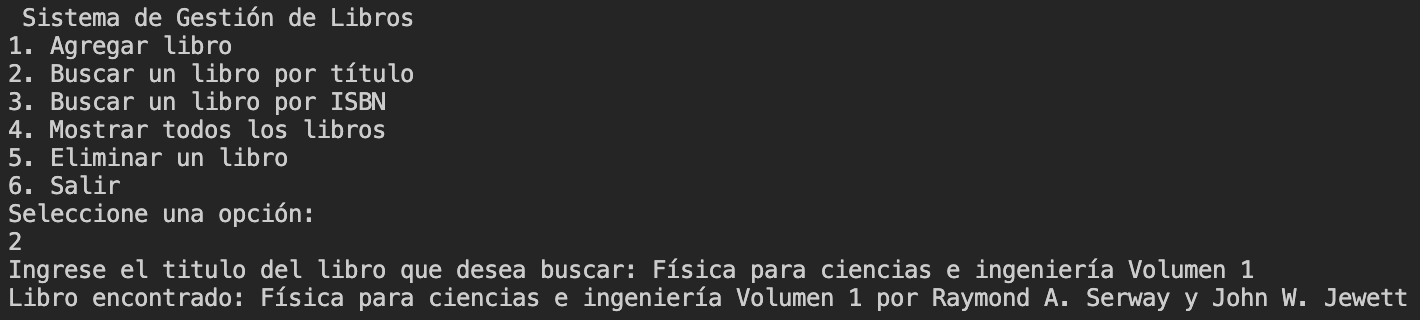 Sistema de Gestión de Libros
1. Agregar libro
2. Buscar un libro por título
3. Buscar un libro por ISBN
4. Mostrar todos los libros
5. Eliminar un libro
6. Salir
Seleccione una opción:
2
Ingrese el titulo del libro que desea buscar: Física para ciencias e ingeniería Volumen 1
Libro encontrado: Física para ciencias e ingeniería Volumen 1 por Raymond A. Serway y John W. Jewett